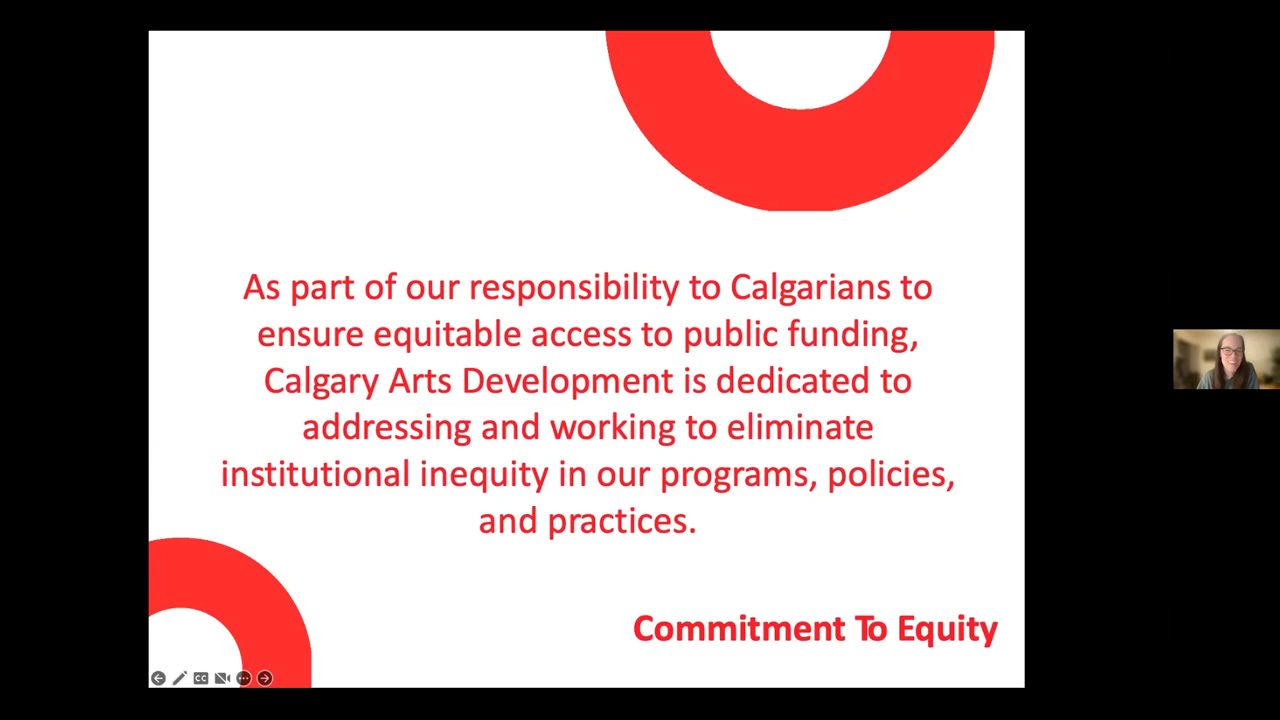 As part of our responsibility to Calgarians to
ensure equitable access to public funding,
Calgary Arts Development is dedicated to
addressing and working to eliminate
institutional inequity in our programs, policies,
and practices.
Commitment To Equity
CC